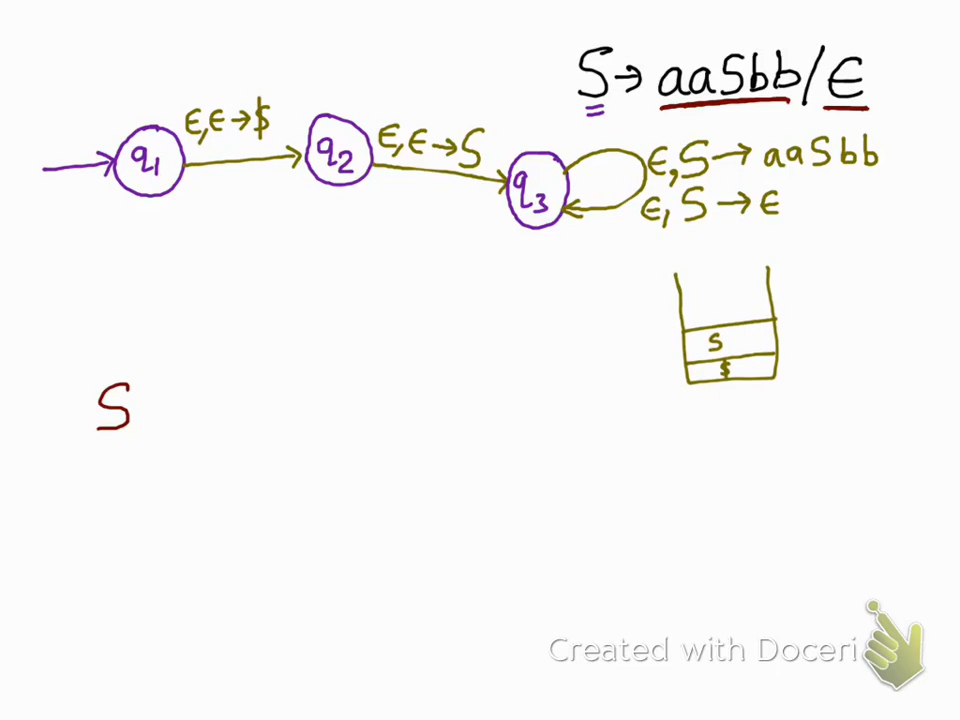 S→ aaSbb/ϵ
q1
ϵ,ϵ→$
q2
ϵ,ϵ→S
q3
ϵ,S→ aaSbb
ϵ,S→ϵ
S
$
S
Created with Doceri